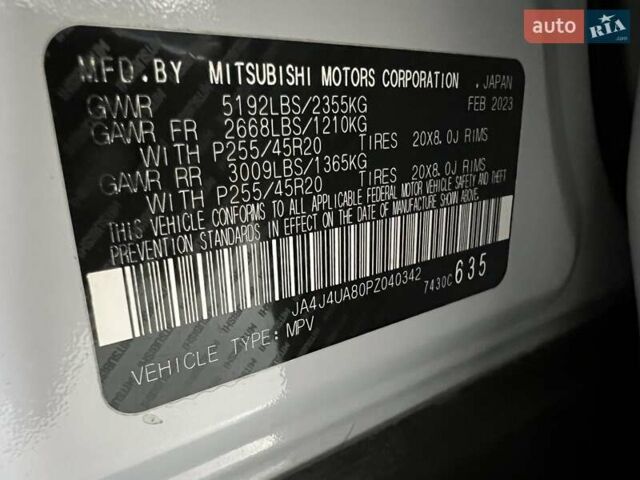 auto RIA .com
MFD.BY MITSUBISHI MOTORS CORPORATION . JAPAN
GVWR 5192LBS/2355KG FEB 2023
GAWR FR 2668LBS/1210KG
WITH P255/45R20 TIRES 20X8.0J RIMS
GAWR RR 3009LBS/1365KG
WITH P255/45R20 TIRES 20X8.0J RIMS
THIS VEHICLE CONFORMS TO ALL APPLICABLE FEDERAL MOTOR VEHICLE SAFETY AND THEFT
PREVENTION STANDARDS IN EFFECT ON THE DATE OF MANUFACTURE SHOWN ABOVE.
JA4J4UA80PZ040342 7430C 635
VEHICLE TYPE: MPV